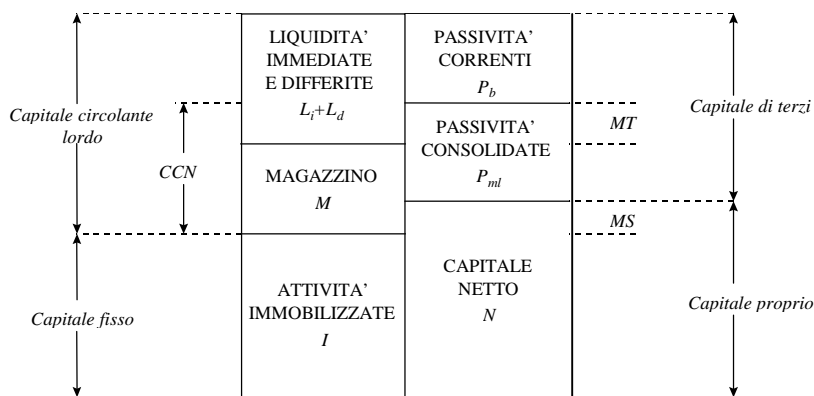 LIQUIDITA’
IMMEDIATE
E DIFFERITE
L_i+L_d
PASSIVITA’
CORRENTI
P_b
Capitale circolante
lordo
CCN
MAGAZZINO
M
PASSIVITA’
CONSOLIDATE
P_ml
MT
Capitale di terzi
MS
Capitale fisso
ATTIVITA’
IMMOBILIZZATE
I
CAPITALE
NETTO
N
Capitale proprio